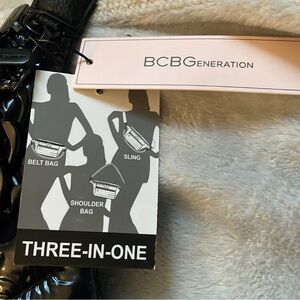 BCBGENERATION
BELT BAG
SLING
SHOULDER
BAG
THREE-IN-ONE